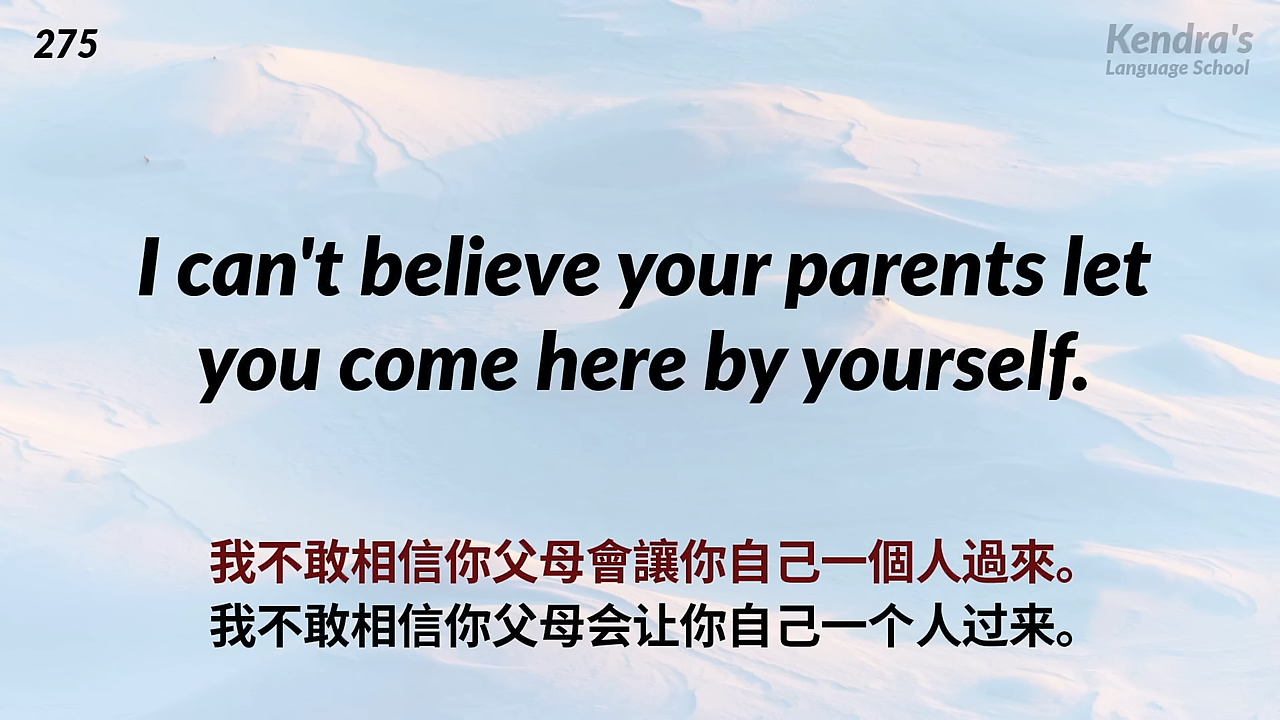 275
Kendra's
Language School
I can't believe your parents let
you come here by yourself.
我不敢相信你父母會讓你自己一個人過來。
我不敢相信你父母会让你自己一个人过来。